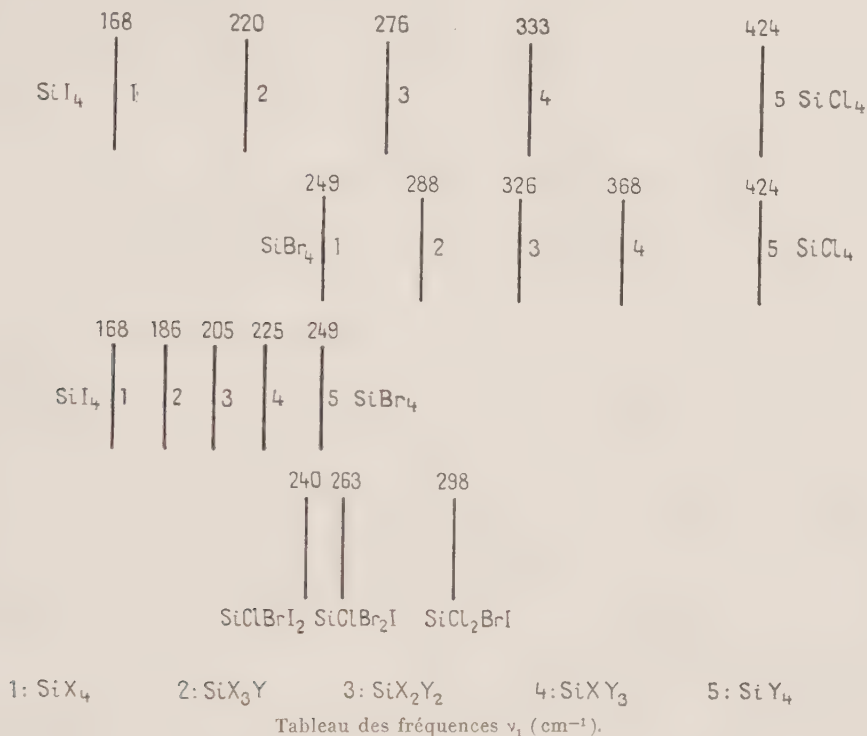 168 220 276 333 424
SiI₄ 1 2 3 4 5 SiCl₄
249 288 326 368 424
SiBr₄ 1 2 3 4 5 SiCl₄
168 186 205 225 249
SiI₄ 1 2 3 4 5 SiBr₄
240 263 298
SiClBrI₂ SiClBr₂I SiCl₂BrI
1: SiX₄ 2: SiX₃Y 3: SiX₂Y₂ 4: SiXY₃ 5: SiY₄
Tableau des fréquences ν₁ (cm⁻¹).